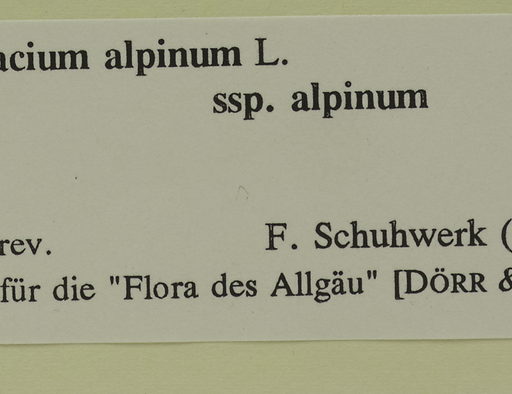 acium alpinum L.
ssp. alpinum
rev. F. Schuhwerk (
für die "Flora des Allgäu" [DÖRR &